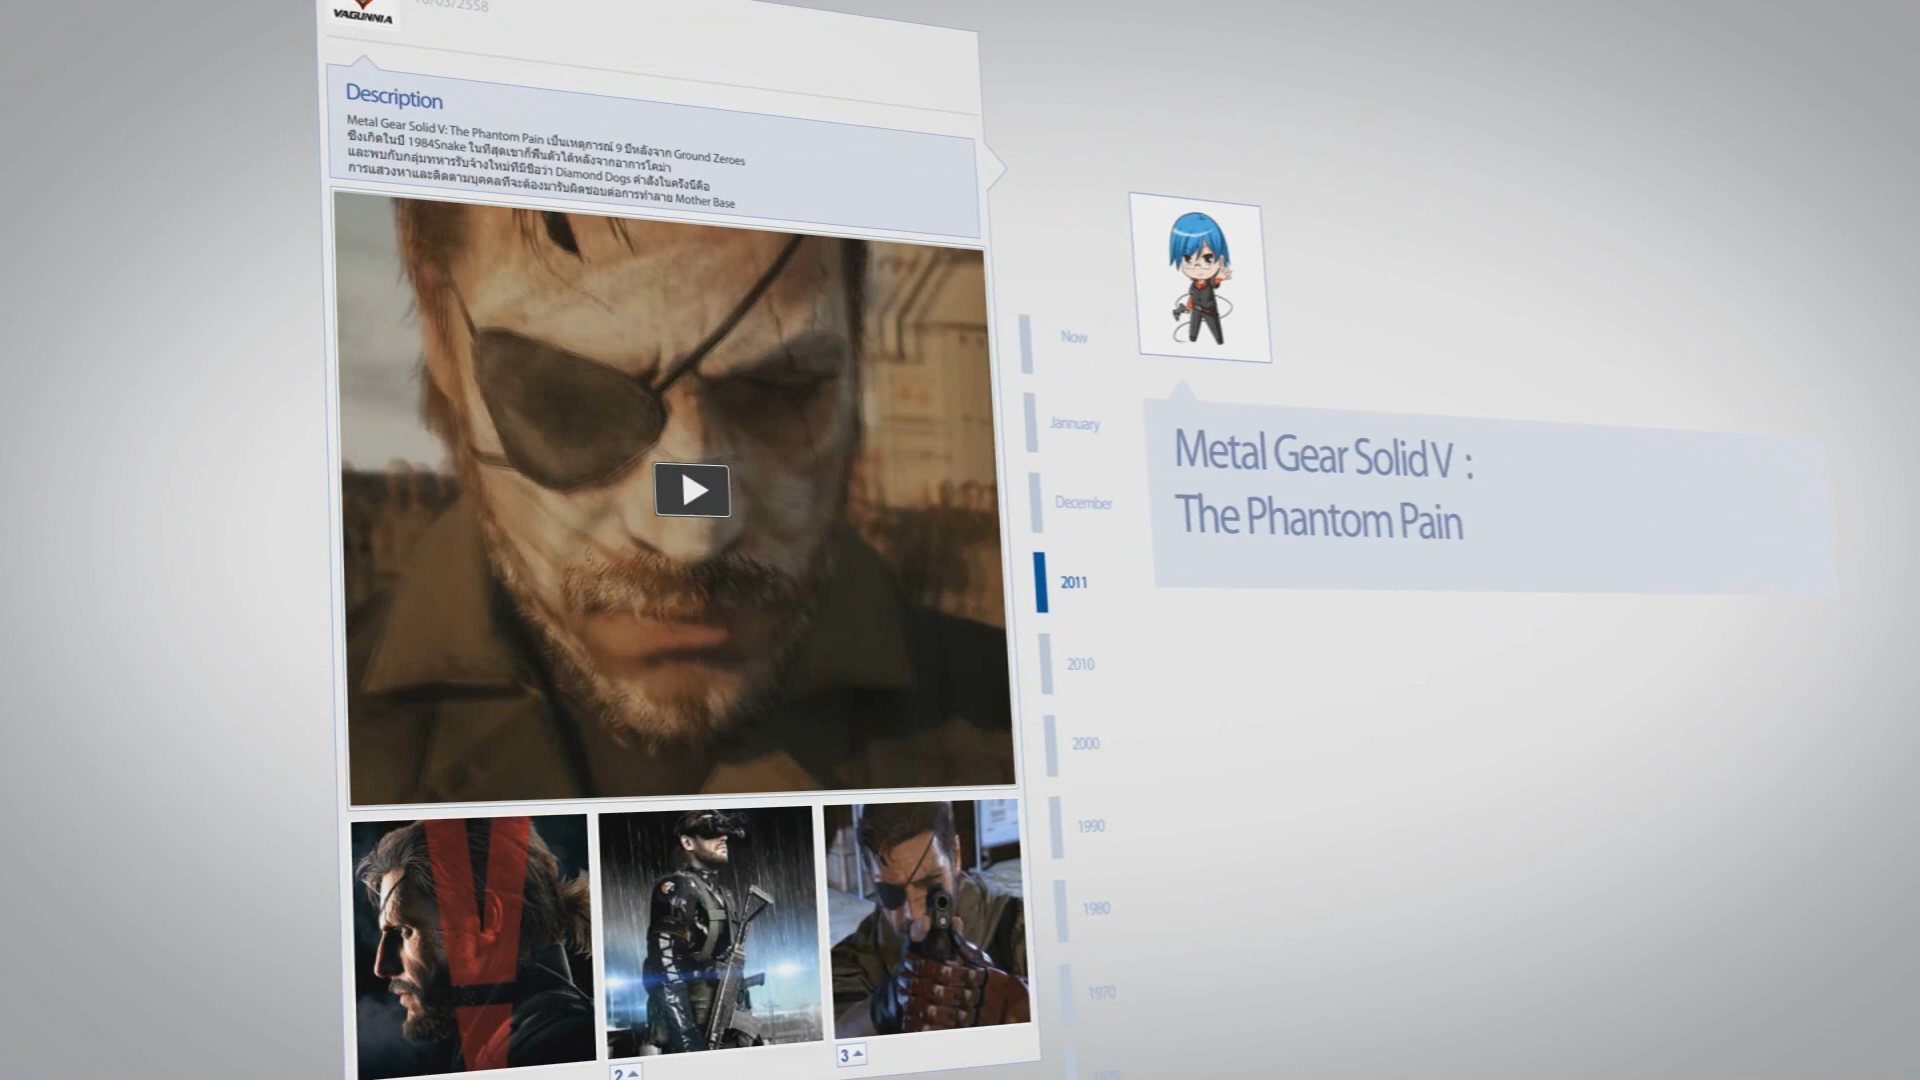 VAGUNNIA
/03/2558
Description
Metal Gear Solid V: The Phantom Pain เป็นเหตุการณ์ 9 ปีหลังจาก Ground Zeroes
ซึ่งเกิดในปี 1984Snake ในที่สุดเขาก็ฟื้นตัวได้หลังจากอาการโคม่า
และพบกับกลุ่มทหารรับจ้างใหม่ที่มีชื่อว่า Diamond Dogs คำสั่งในครั้งนี้คือ
การแสวงหาและติดตามบุคคลที่จะต้องมารับผิดชอบต่อการทำลาย Mother Base
Now
Jannuary
December
2011
2010
2000
1990
1980
1970
Metal Gear Solid V :
The Phantom Pain
V
2
3